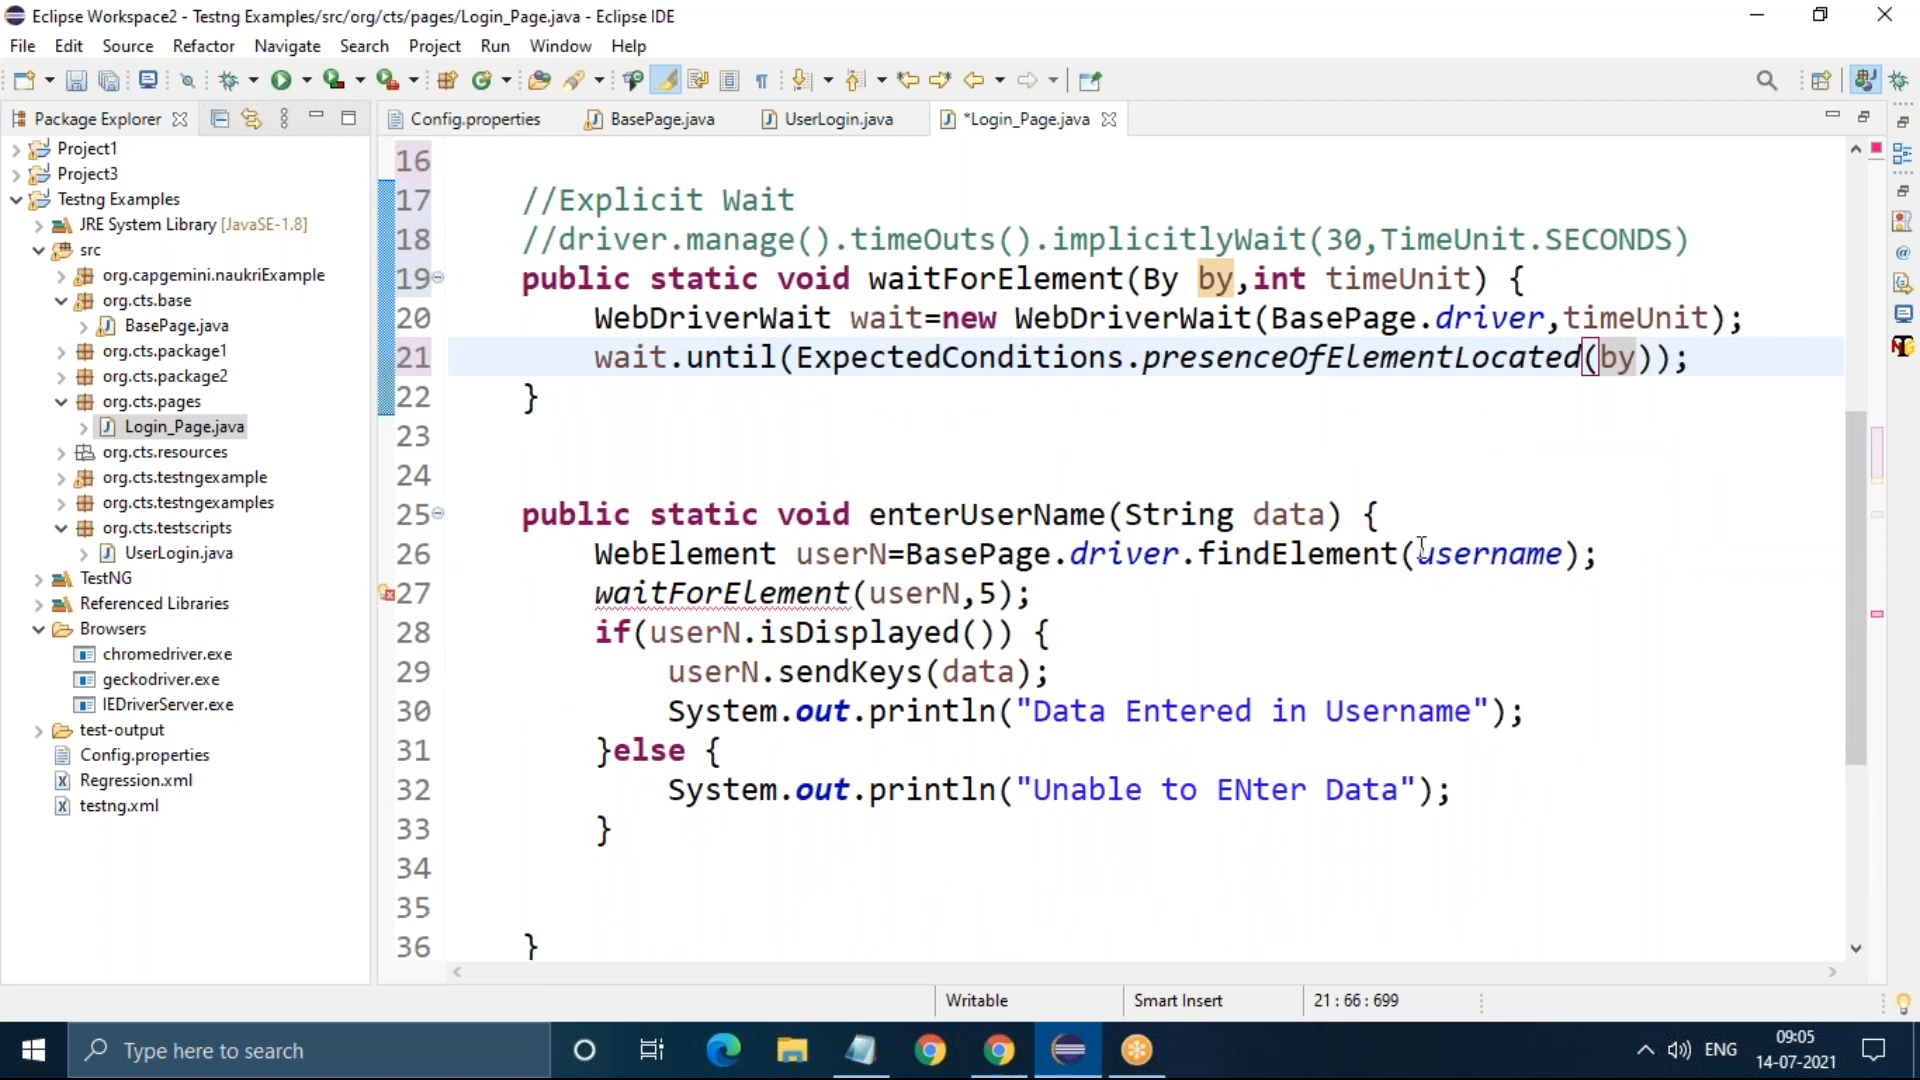 Eclipse Workspace2 - Testng Examples/src/org/cts/pages/Login_Page.java - Eclipse IDE
File Edit Source Refactor Navigate Search Project Run Window Help
Package Explorer
Config.properties BasePage.java UserLogin.java *Login_Page.java
Project1
Project3
Testng Examples
JRE System Library [JavaSE-1.8]
src
org.capgemini.naukriExample
org.cts.base
BasePage.java
org.cts.package1
org.cts.package2
org.cts.pages
Login_Page.java
org.cts.resources
org.cts.testngexample
org.cts.testngexamples
org.cts.testscripts
UserLogin.java
TestNG
Referenced Libraries
Browsers
chromedriver.exe
geckodriver.exe
IEDriverServer.exe
test-output
Config.properties
Regression.xml
testng.xml
16
17 //Explicit Wait
18 //driver.manage().timeOuts().implicitlyWait(30,TimeUnit.SECONDS)
19 public static void waitForElement(By by,int timeUnit) {
20 WebDriverWait wait=new WebDriverWait(BasePage.driver,timeUnit);
21 wait.until(ExpectedConditions.presenceOfElementLocated(by));
22 }
23
24
25 public static void enterUserName(String data) {
26 WebElement userN=BasePage.driver.findElement(username);
27 waitForElement(userN,5);
28 if(userN.isDisplayed()) {
29 userN.sendKeys(data);
30 System.out.println("Data Entered in Username");
31 }else {
32 System.out.println("Unable to ENter Data");
33 }
34
35
36 }
Writable Smart Insert 21 : 66 : 699
Type here to search
ENG
09:05
14-07-2021